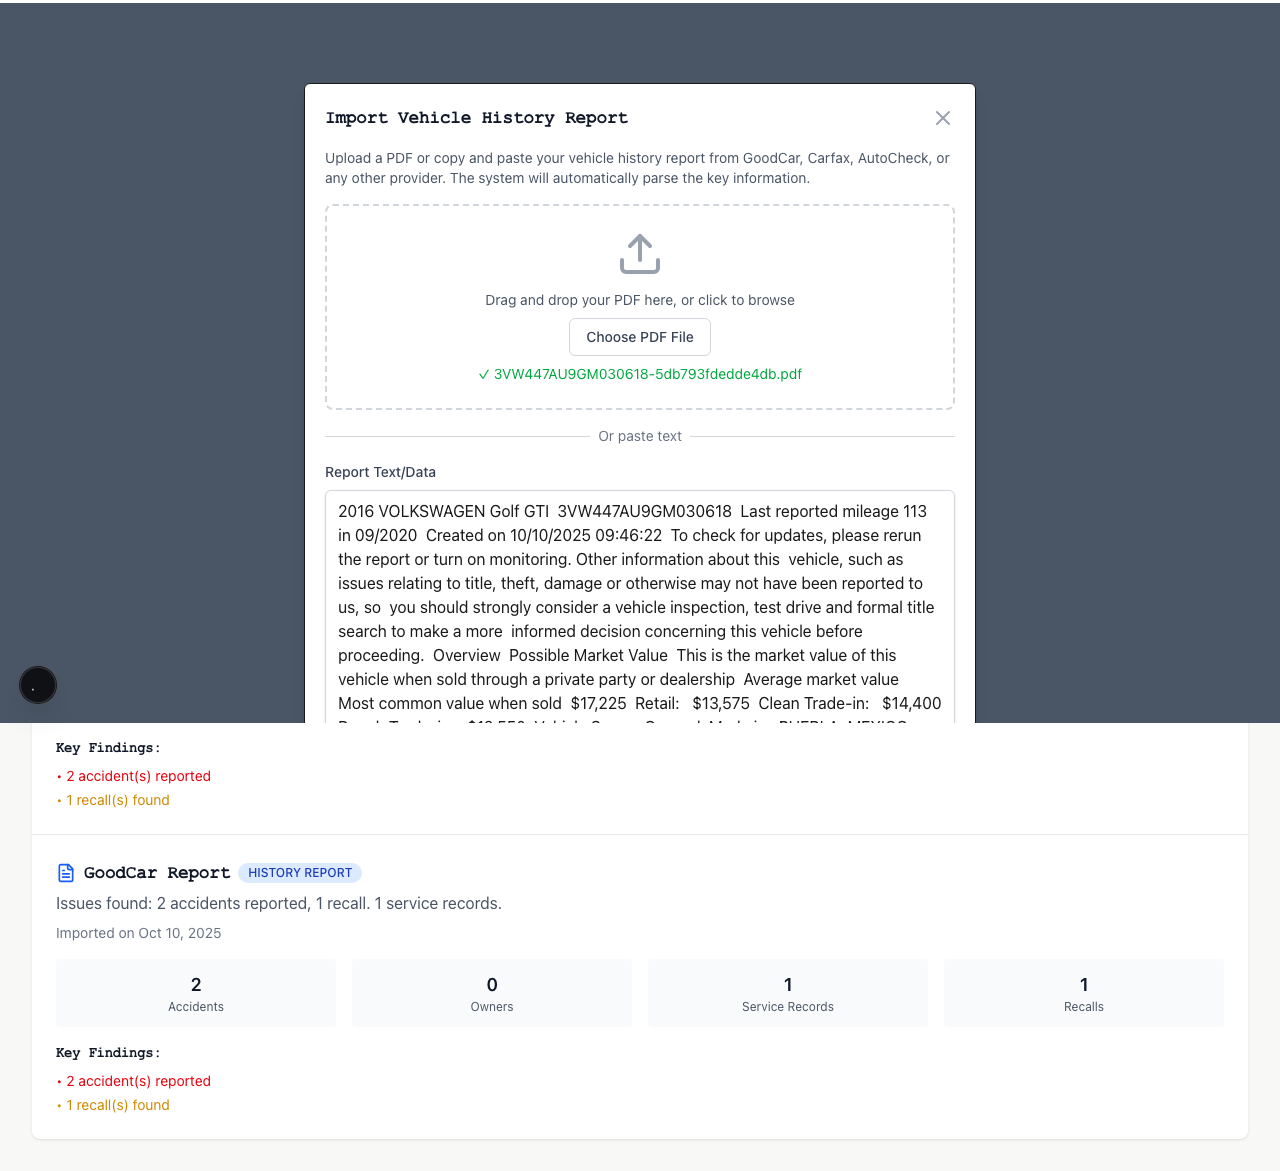 Import Vehicle History Report
Upload a PDF or copy and paste your vehicle history report from GoodCar, Carfax, AutoCheck, or
any other provider. The system will automatically parse the key information.
Drag and drop your PDF here, or click to browse
Choose PDF File
✓ 3VW447AU9GM030618-5db793fdedde4db.pdf
Or paste text
Report Text/Data
2016 VOLKSWAGEN Golf GTI  3VW447AU9GM030618  Last reported mileage 113
in 09/2020  Created on 10/10/2025 09:46:22  To check for updates, please rerun
the report or turn on monitoring. Other information about this  vehicle, such as
issues relating to title, theft, damage or otherwise may not have been reported to
us, so  you should strongly consider a vehicle inspection, test drive and formal title
search to make a more  informed decision concerning this vehicle before
proceeding.  Overview  Possible Market Value  This is the market value of this
vehicle when sold through a private party or dealership  Average market value
Most common value when sold  $17,225  Retail:   $13,575  Clean Trade-in:   $14,400
Key Findings:
• 2 accident(s) reported
• 1 recall(s) found
GoodCar Report HISTORY REPORT
Issues found: 2 accidents reported, 1 recall. 1 service records.
Imported on Oct 10, 2025
2 0 1 1
Accidents Owners Service Records Recalls
Key Findings:
• 2 accident(s) reported
• 1 recall(s) found